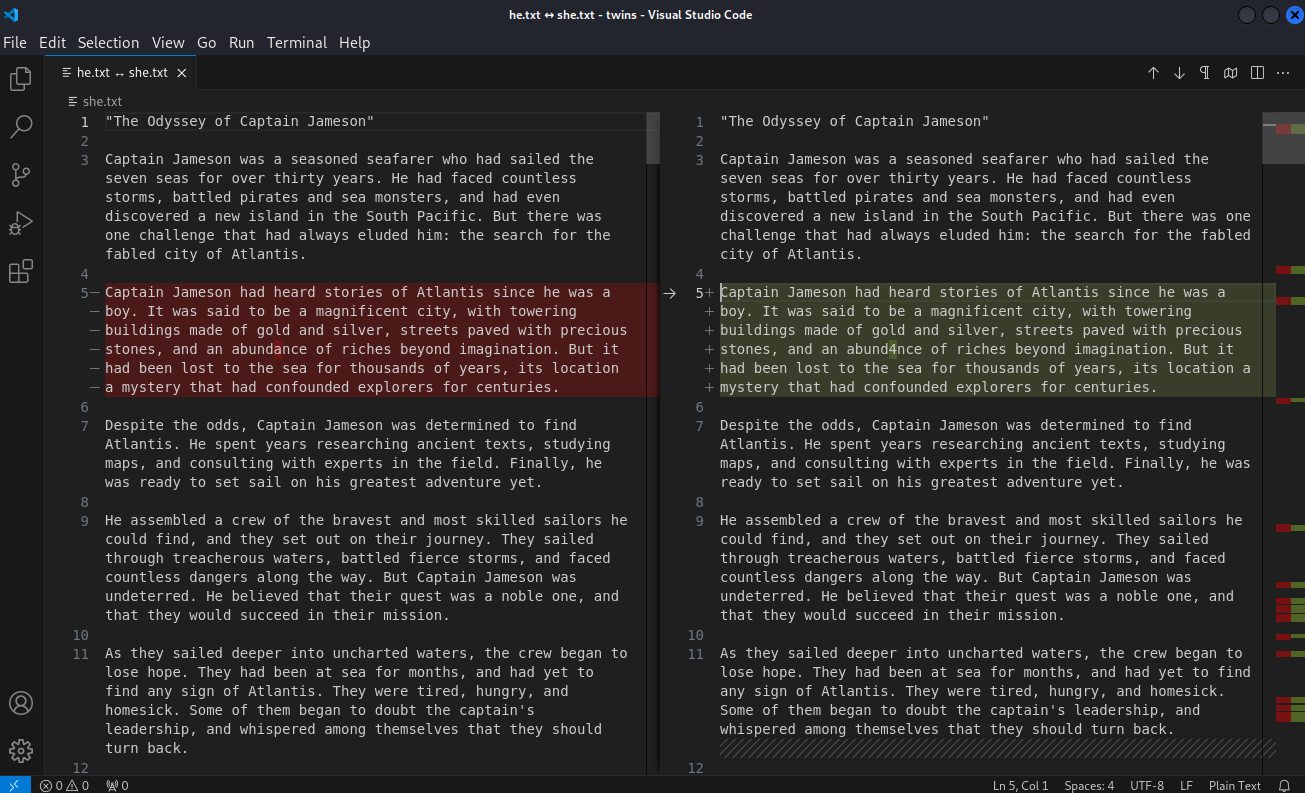 he.txt ↔ she.txt - twins - Visual Studio Code
File Edit Selection View Go Run Terminal Help
he.txt ↔ she.txt
she.txt
1 "The Odyssey of Captain Jameson"
2
3 Captain Jameson was a seasoned seafarer who had sailed the
seven seas for over thirty years. He had faced countless
storms, battled pirates and sea monsters, and had even
discovered a new island in the South Pacific. But there was
one challenge that had always eluded him: the search for the
fabled city of Atlantis.
4
5 Captain Jameson had heard stories of Atlantis since he was a
boy. It was said to be a magnificent city, with towering
buildings made of gold and silver, streets paved with precious
stones, and an abundance of riches beyond imagination. But it
had been lost to the sea for thousands of years, its location
a mystery that had confounded explorers for centuries.
6
7 Despite the odds, Captain Jameson was determined to find
Atlantis. He spent years researching ancient texts, studying
maps, and consulting with experts in the field. Finally, he
was ready to set sail on his greatest adventure yet.
8
9 He assembled a crew of the bravest and most skilled sailors he
could find, and they set out on their journey. They sailed
through treacherous waters, battled fierce storms, and faced
countless dangers along the way. But Captain Jameson was
undeterred. He believed that their quest was a noble one, and
that they would succeed in their mission.
10
11 As they sailed deeper into uncharted waters, the crew began to
lose hope. They had been at sea for months, and had yet to
find any sign of Atlantis. They were tired, hungry, and
homesick. Some of them began to doubt the captain's
leadership, and whispered among themselves that they should
turn back.
12
1 "The Odyssey of Captain Jameson"
2
3 Captain Jameson was a seasoned seafarer who had sailed the
seven seas for over thirty years. He had faced countless
storms, battled pirates and sea monsters, and had even
discovered a new island in the South Pacific. But there was one
challenge that had always eluded him: the search for the fabled
city of Atlantis.
4
5+ Captain Jameson had heard stories of Atlantis since he was a
+ boy. It was said to be a magnificent city, with towering
+ buildings made of gold and silver, streets paved with precious
+ stones, and an abund4nce of riches beyond imagination. But it
+ had been lost to the sea for thousands of years, its location a
+ mystery that had confounded explorers for centuries.
6
7 Despite the odds, Captain Jameson was determined to find
Atlantis. He spent years researching ancient texts, studying
maps, and consulting with experts in the field. Finally, he was
ready to set sail on his greatest adventure yet.
8
9 He assembled a crew of the bravest and most skilled sailors he
could find, and they set out on their journey. They sailed
through treacherous waters, battled fierce storms, and faced
countless dangers along the way. But Captain Jameson was
undeterred. He believed that their quest was a noble one, and
that they would succeed in their mission.
10
11 As they sailed deeper into uncharted waters, the crew began to
lose hope. They had been at sea for months, and had yet to find
any sign of Atlantis. They were tired, hungry, and homesick.
Some of them began to doubt the captain's leadership, and
whispered among themselves that they should turn back.
12
0 0 0 Ln 5, Col 1 Spaces: 4 UTF-8 LF Plain Text